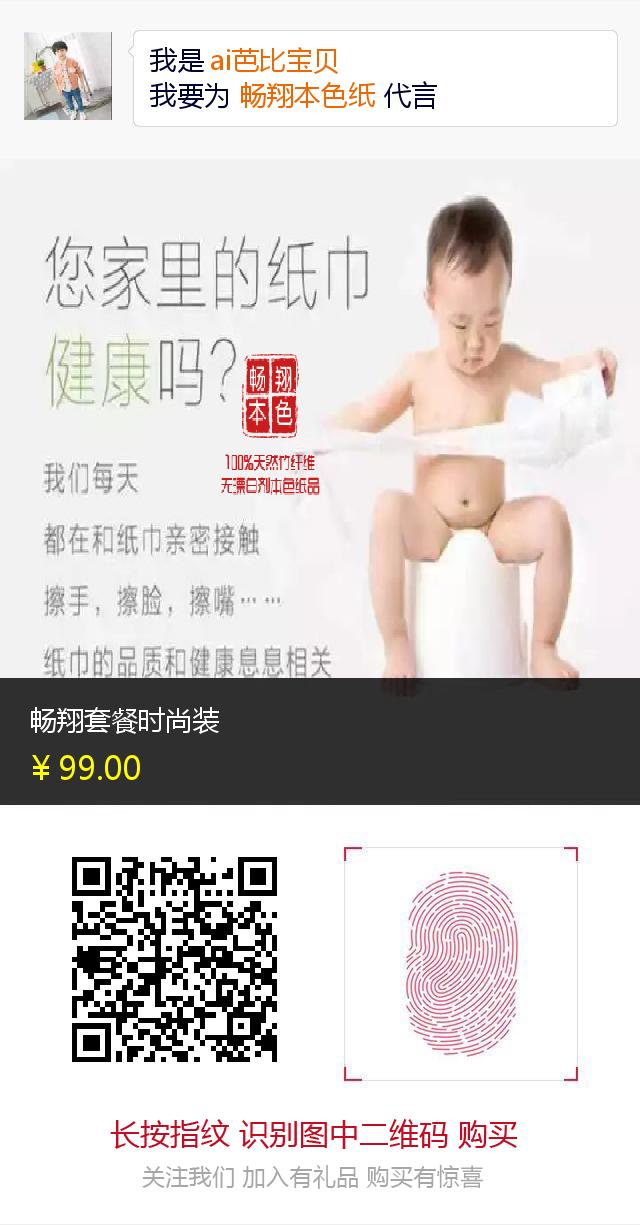 我是 ai芭比宝贝
我要为 畅翔本色纸 代言
您家里的纸巾
健康吗?
畅翔
本色
100%天然竹纤维
无漂白剂本色纸品
我们每天
都在和纸巾亲密接触
擦手，擦脸，擦嘴……
纸巾的品质和健康息息相关
畅翔套餐时尚装
¥ 99.00
长按指纹 识别图中二维码 购买
关注我们 加入有礼品 购买有惊喜